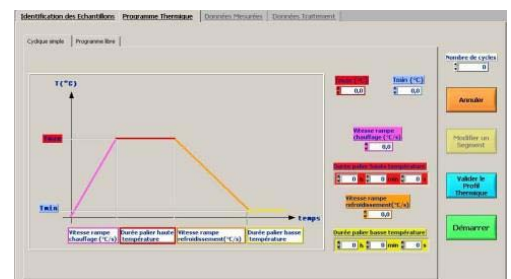 Identification des Echantillons Programme Thermique Données Mesurées Données Traitement
Cyclique simple Programme libre
Nombre de cycles
0
T(°C)
Tmax (°C)
Tmin (°C)
0,0
0,0
Annuler
Vitesse rampe
chauffage (°C/s)
0,0
Modifier un
Segment
Tmax
Durée palier haute température
0 h 0 min 0 s
Valider le
Profil
Thermique
Vitesse rampe
refroidissement(°C/s)
0,0
Tmin
temps
Démarrer
Vitesse rampe
chauffage (°C/s)
Durée palier haute
température
Vitesse rampe
refroidissement(°C/s)
Durée palier basse
température
Durée palier basse température
0 h 0 min 0 s